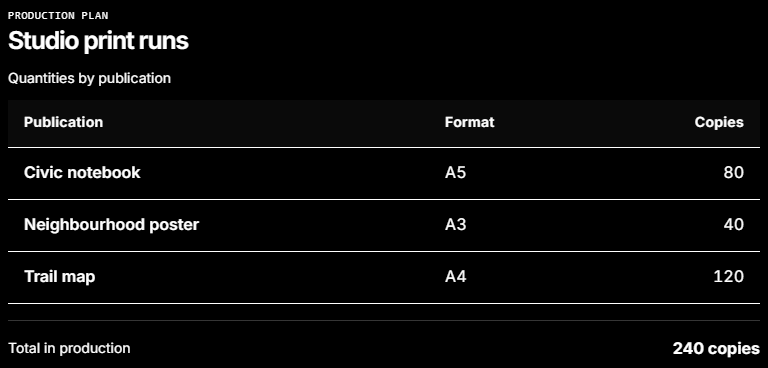 PRODUCTION PLAN
Studio print runs
Quantities by publication
Publication Format Copies
Civic notebook A5 80
Neighbourhood poster A3 40
Trail map A4 120
Total in production 240 copies